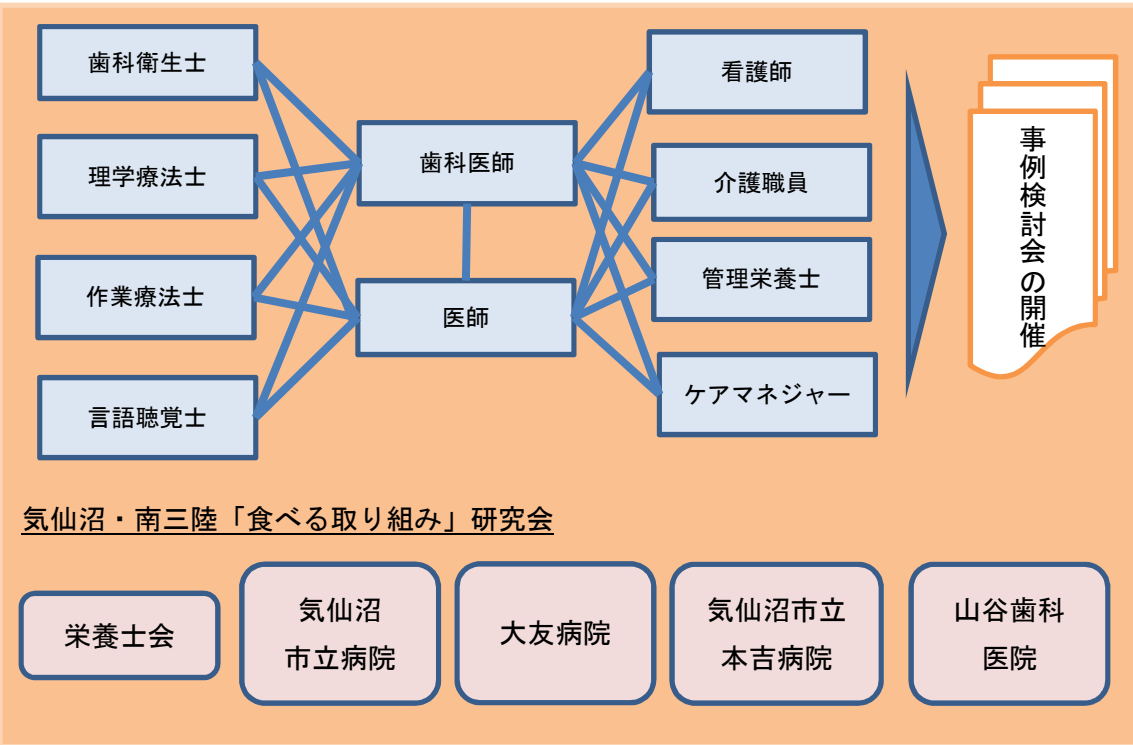 歯科衛生士
理学療法士
作業療法士
言語聴覚士
歯科医師
医師
看護師
介護職員
管理栄養士
ケアマネジャー
事例検討会の開催
気仙沼・南三陸「食べる取り組み」研究会
栄養士会
気仙沼
市立病院
大友病院
気仙沼市立
本吉病院
山谷歯科
医院